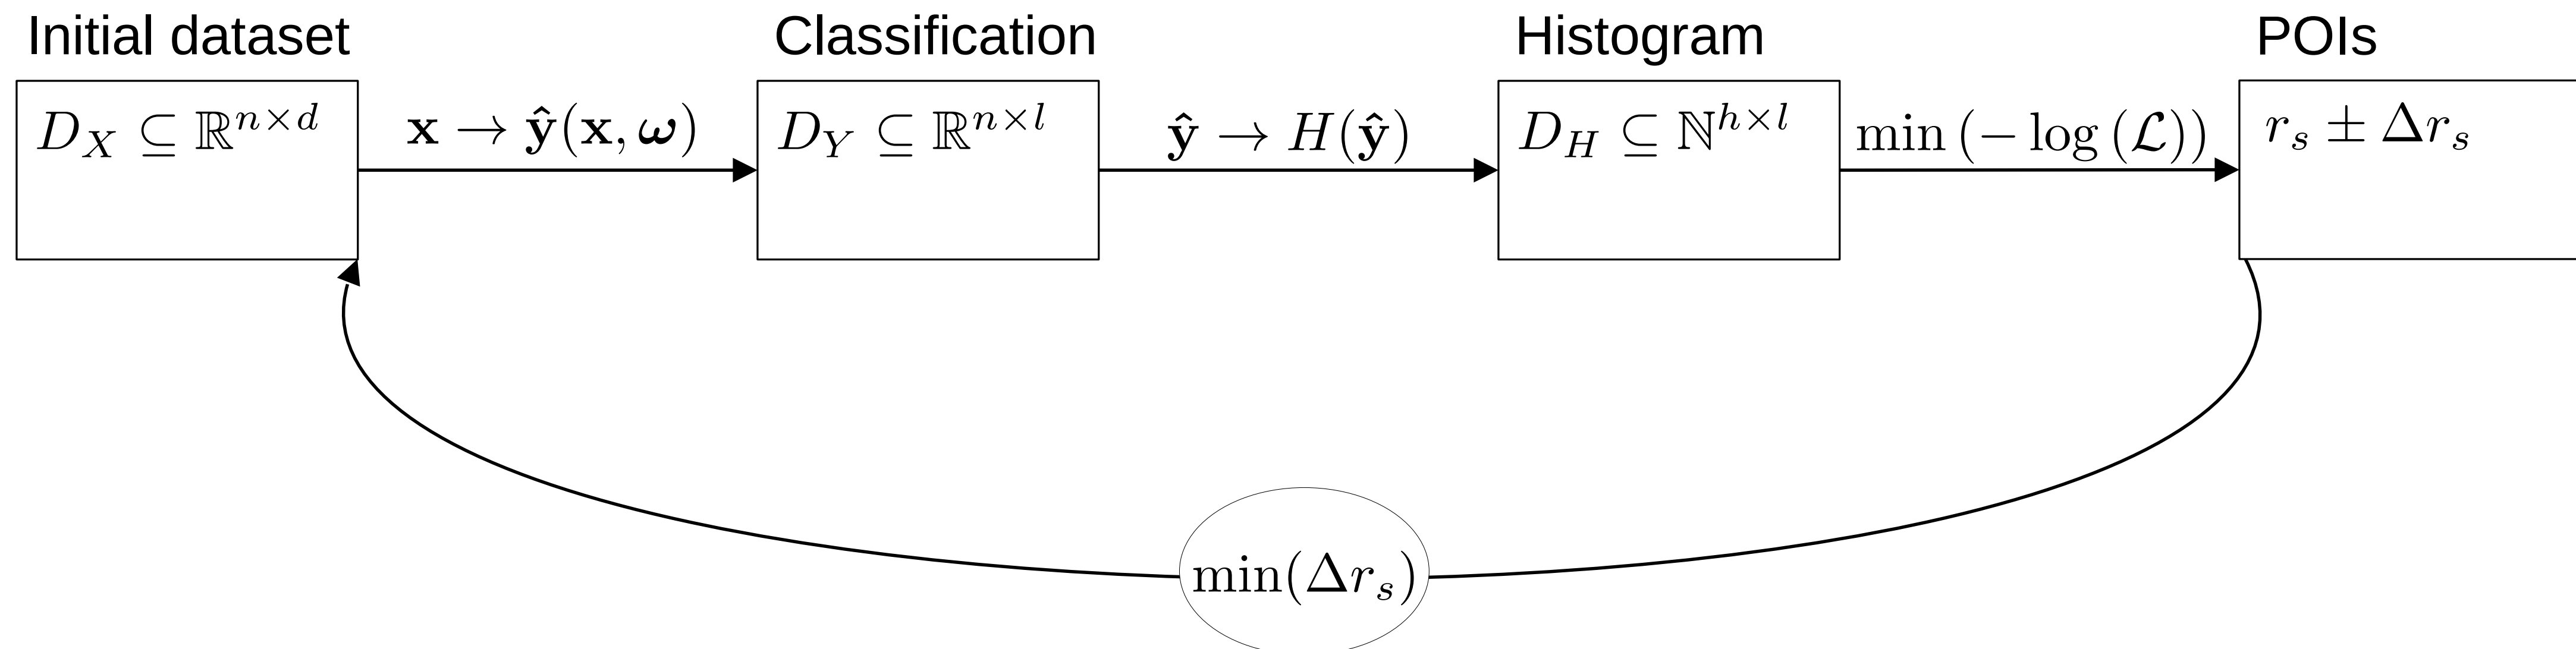 Initial dataset
Classification
Histogram
POIs
D_X ⊆ ℝ^{n×d}
𝐱 → 𝐲̂(𝐱, 𝛚)
D_Y ⊆ ℝ^{n×l}
𝐲̂ → H(𝐲̂)
D_H ⊆ ℕ^{h×l}
min (− log (ℒ))
r_s ± Δr_s
min(Δr_s)